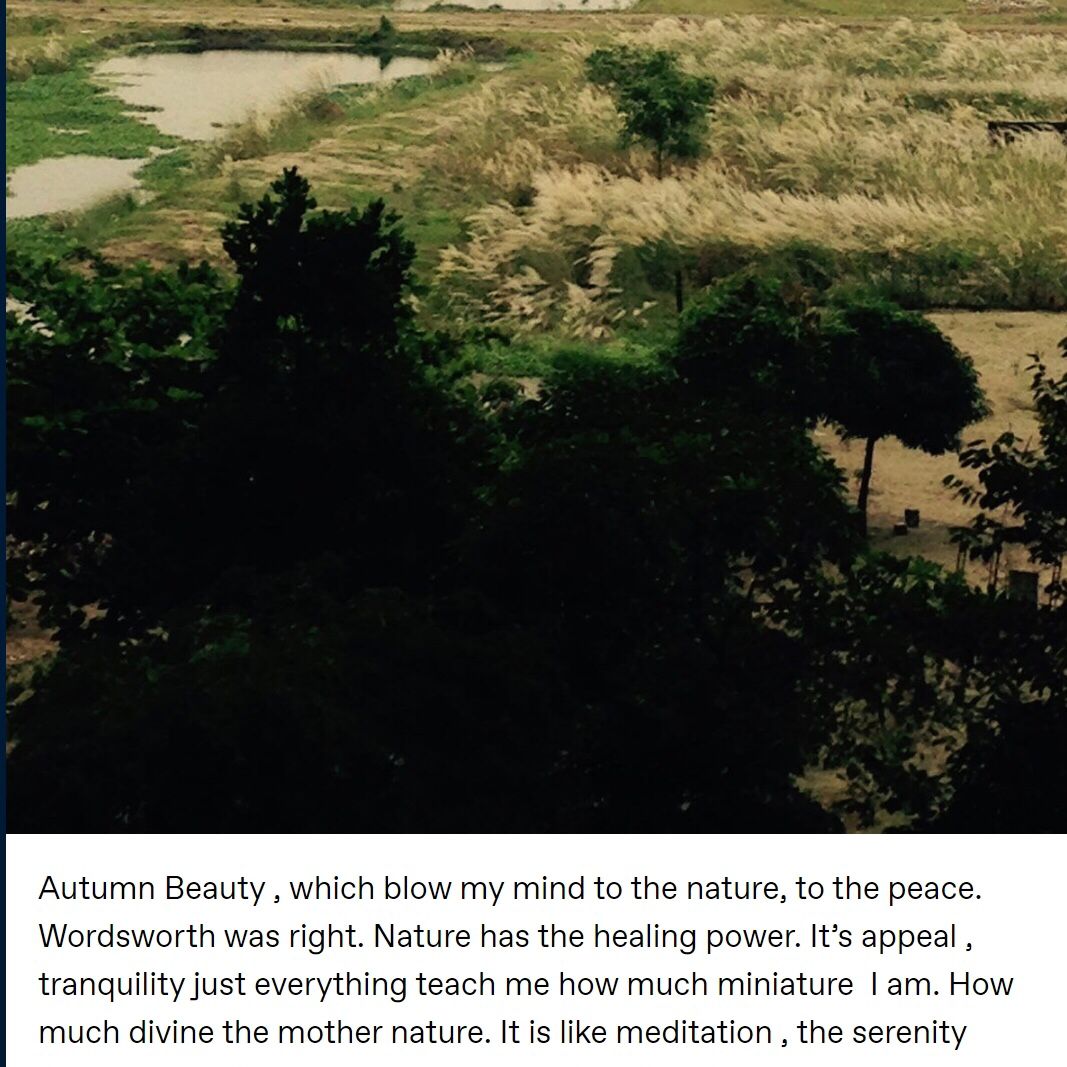 Autumn Beauty , which blow my mind to the nature, to the peace.
Wordsworth was right. Nature has the healing power. It’s appeal ,
tranquility just everything teach me how much miniature  I am. How
much divine the mother nature. It is like meditation , the serenity